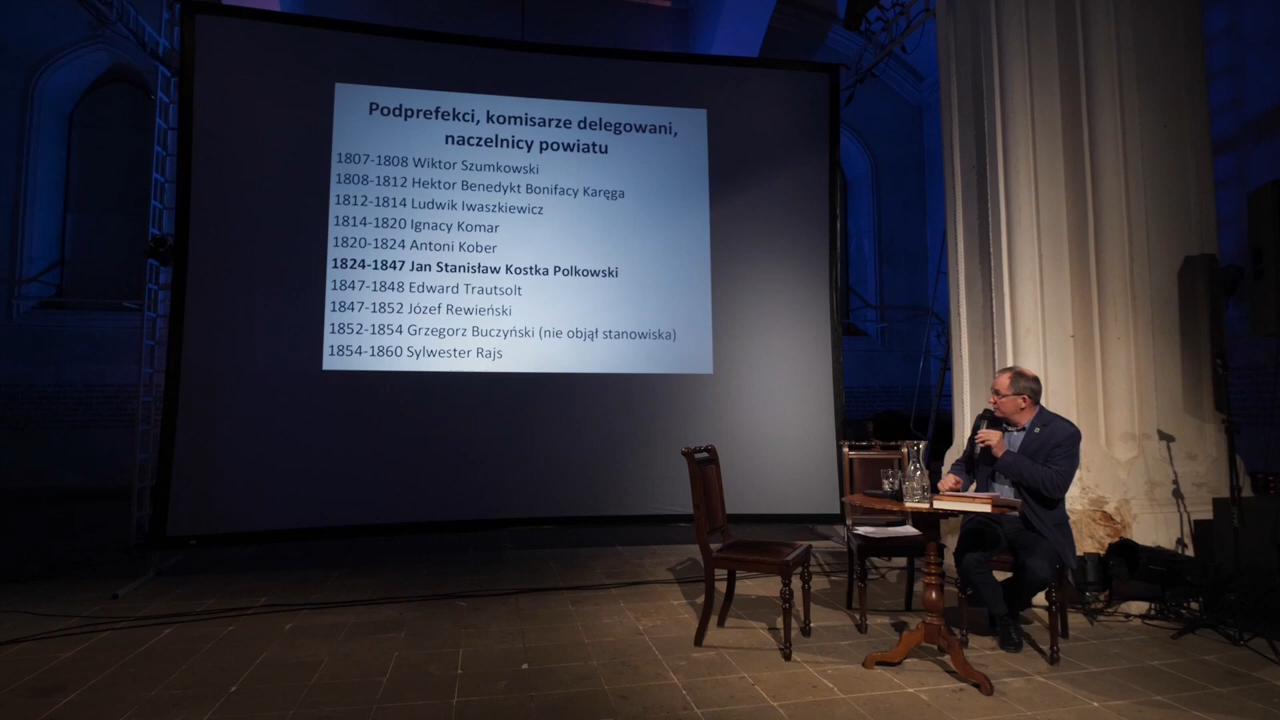 Podprefekci, komisarze delegowani,
naczelnicy powiatu
1807-1808 Wiktor Szumkowski
1808-1812 Hektor Benedykt Bonifacy Karęga
1812-1814 Ludwik Iwaszkiewicz
1814-1820 Ignacy Komar
1820-1824 Antoni Kober
1824-1847 Jan Stanisław Kostka Polkowski
1847-1848 Edward Trautsolt
1847-1852 Józef Rewieński
1852-1854 Grzegorz Buczyński (nie objął stanowiska)
1854-1860 Sylwester Rajs